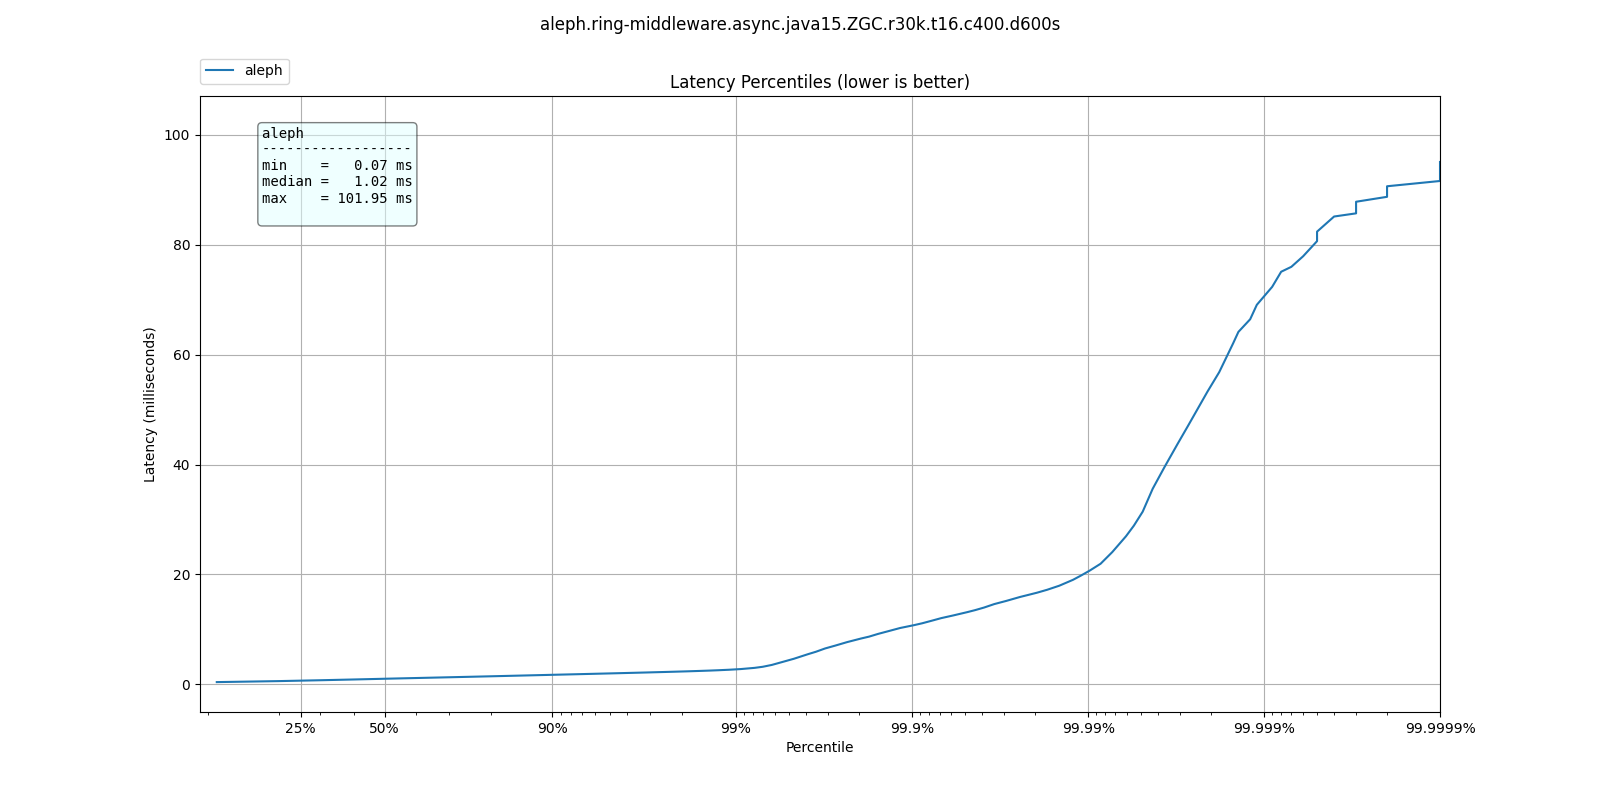 aleph.ring-middleware.async.java15.ZGC.r30k.t16.c400.d600s
aleph
Latency Percentiles (lower is better)
aleph
------------------
min    =   0.07 ms
median =   1.02 ms
max    = 101.95 ms
100
80
60
40
20
0
Latency (milliseconds)
25% 50% 90% 99% 99.9% 99.99% 99.999% 99.9999%
Percentile